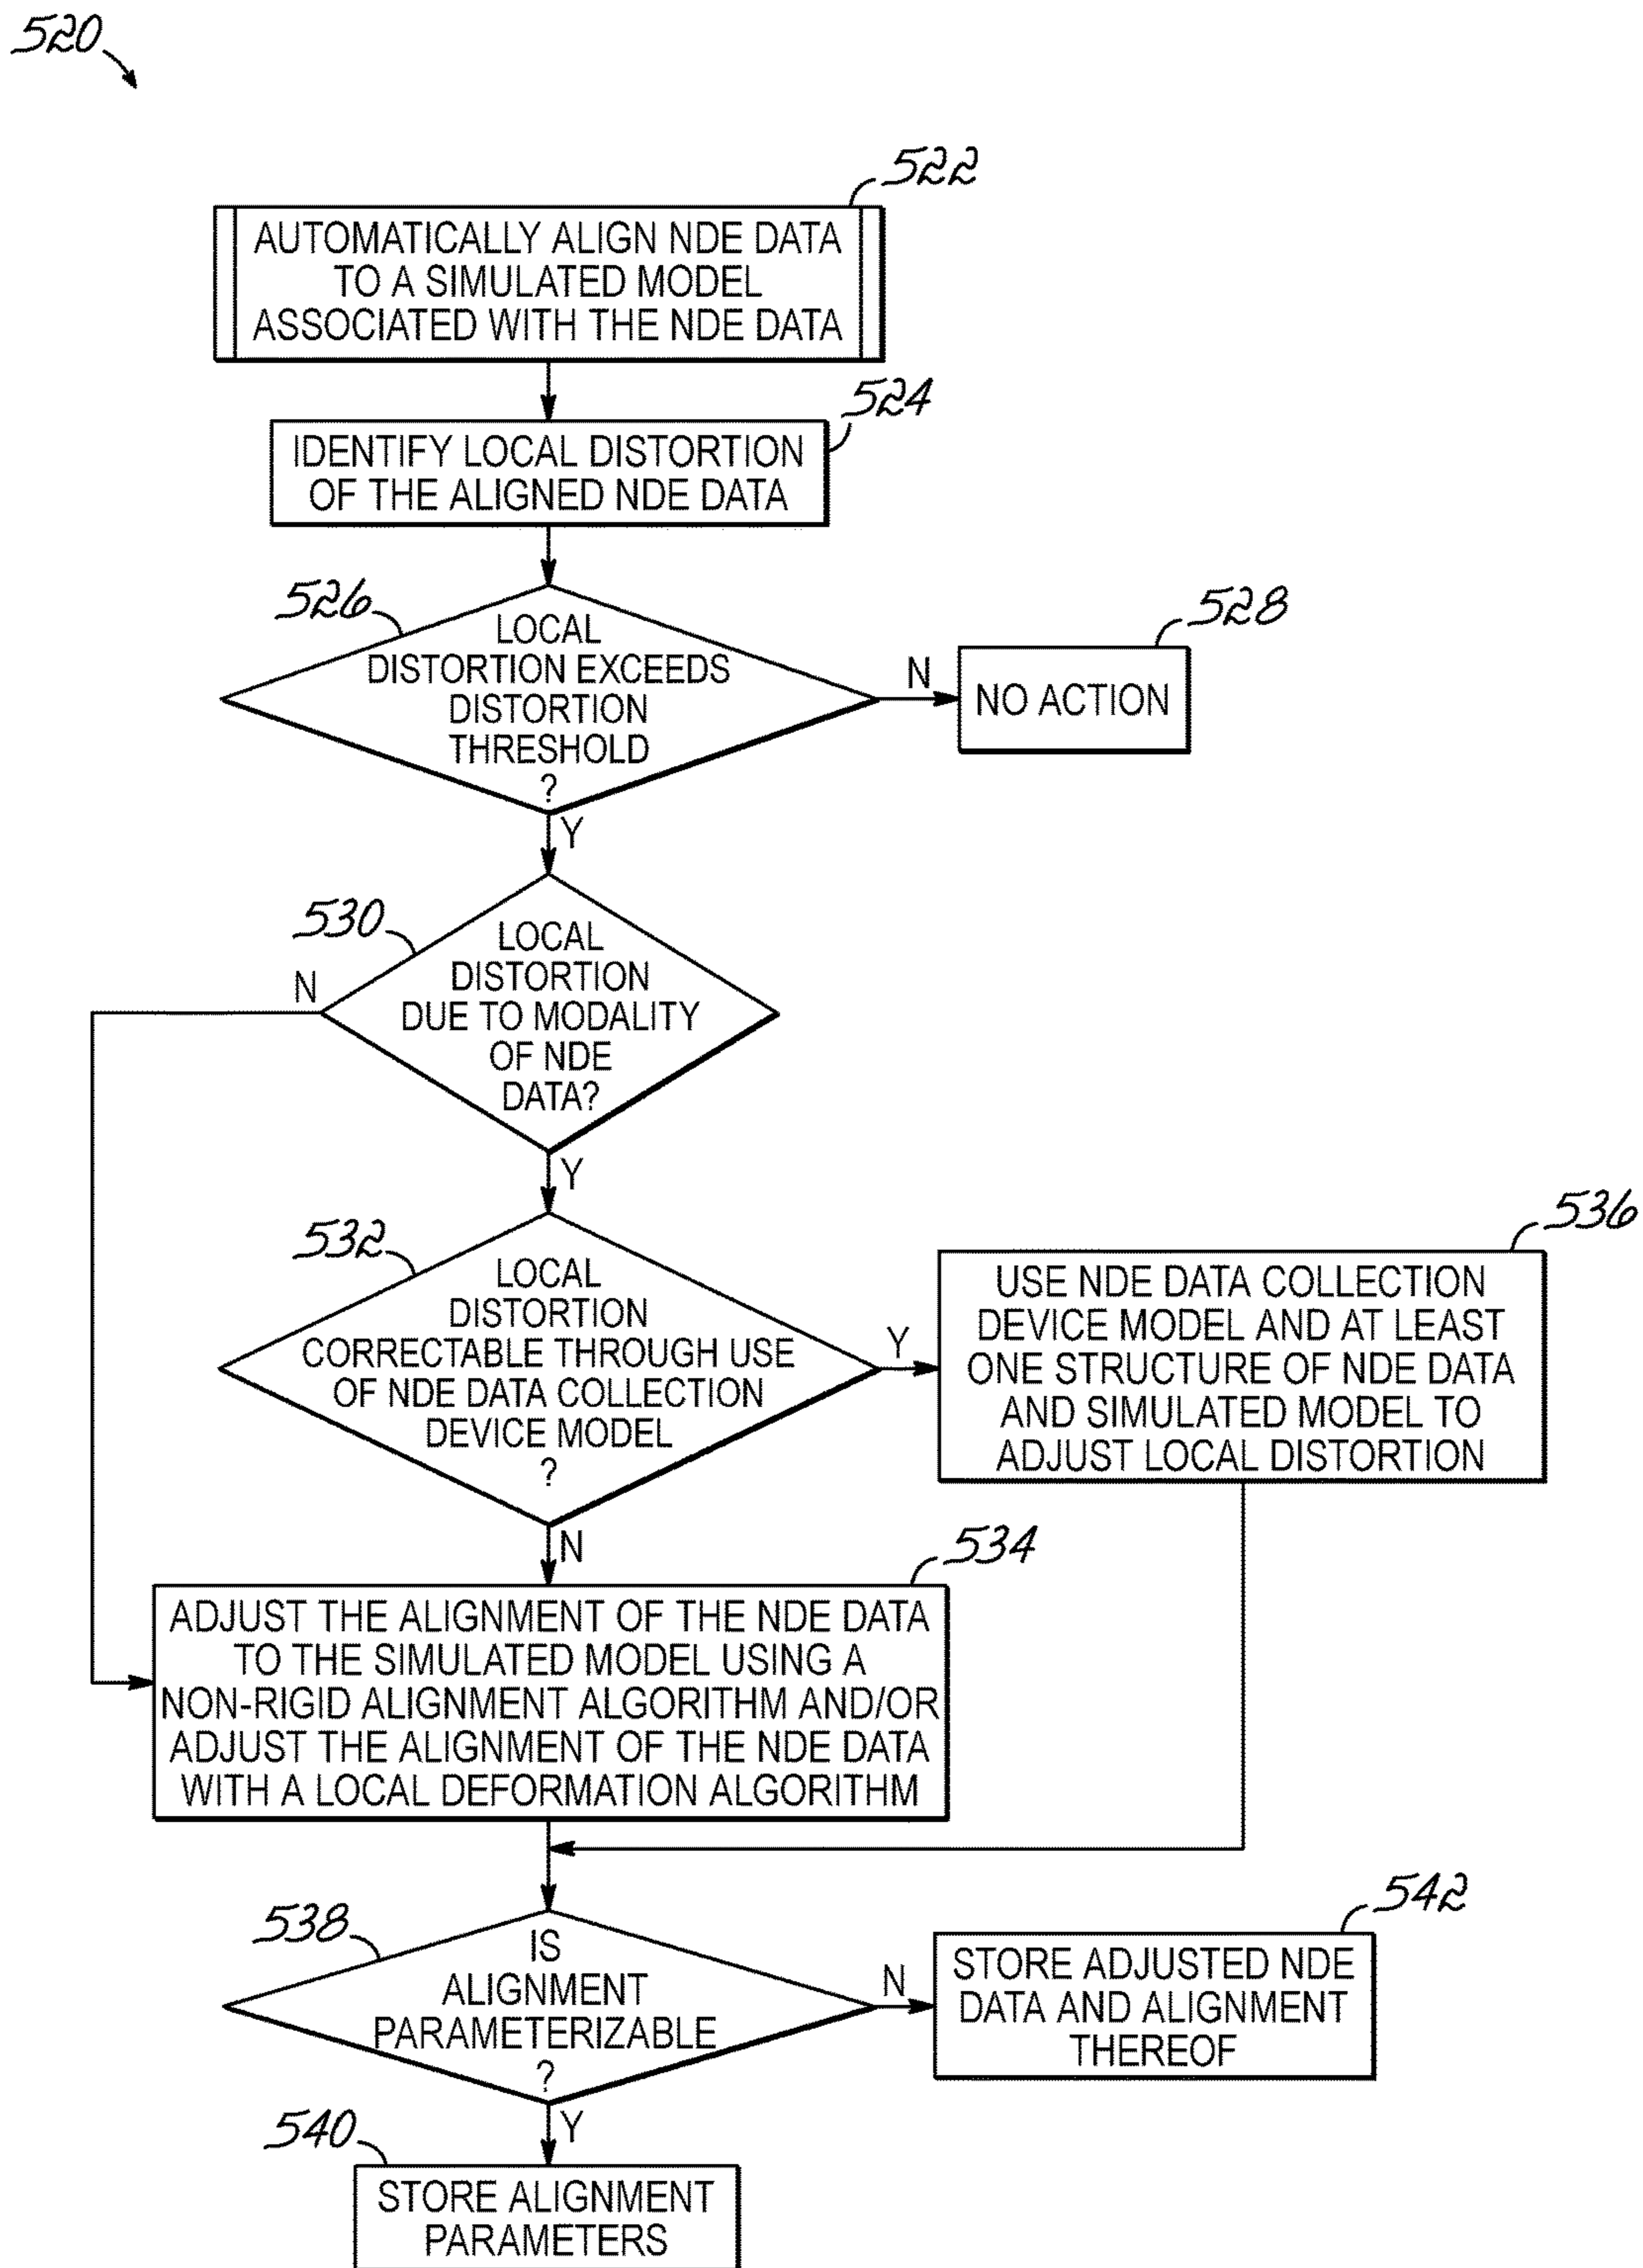 520
522
AUTOMATICALLY ALIGN NDE DATA
TO A SIMULATED MODEL
ASSOCIATED WITH THE NDE DATA
524
IDENTIFY LOCAL DISTORTION
OF THE ALIGNED NDE DATA
526
LOCAL
DISTORTION EXCEEDS
DISTORTION
THRESHOLD
?
N
528
NO ACTION
Y
530
LOCAL
DISTORTION
DUE TO MODALITY
OF NDE
DATA?
N
Y
532
LOCAL
DISTORTION
CORRECTABLE THROUGH USE
OF NDE DATA COLLECTION
DEVICE MODEL
?
Y
536
USE NDE DATA COLLECTION
DEVICE MODEL AND AT LEAST
ONE STRUCTURE OF NDE DATA
AND SIMULATED MODEL TO
ADJUST LOCAL DISTORTION
N
534
ADJUST THE ALIGNMENT OF THE NDE DATA
TO THE SIMULATED MODEL USING A
NON-RIGID ALIGNMENT ALGORITHM AND/OR
ADJUST THE ALIGNMENT OF THE NDE DATA
WITH A LOCAL DEFORMATION ALGORITHM
538
IS
ALIGNMENT
PARAMETERIZABLE
?
N
542
STORE ADJUSTED NDE
DATA AND ALIGNMENT
THEREOF
Y
540
STORE ALIGNMENT
PARAMETERS